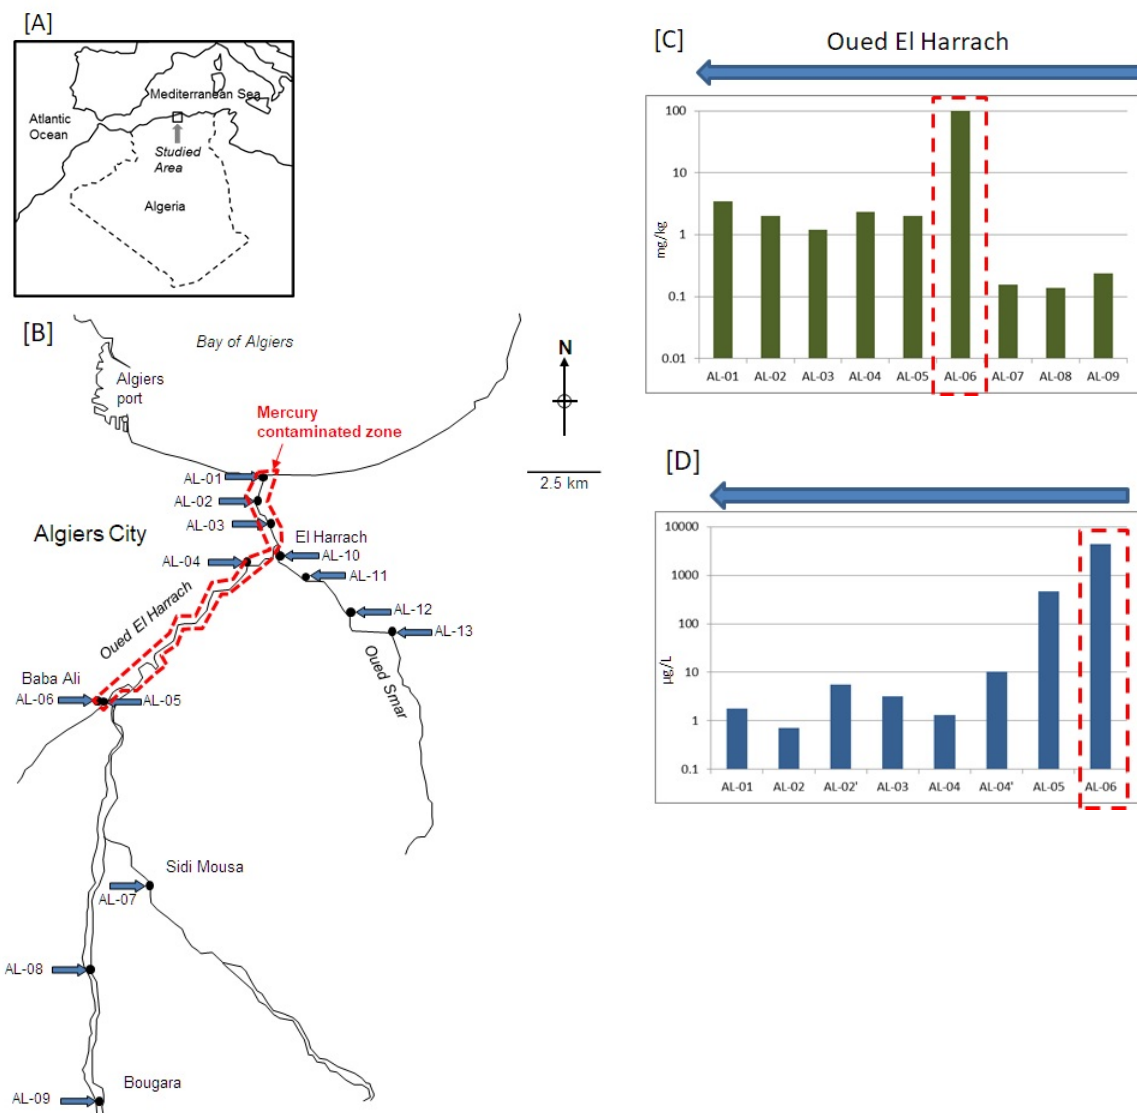 [A]
Mediterranean Sea
Atlantic
Ocean
Studied
Area
Algeria
[B]
Bay of Algiers
Algiers
port
N
Mercury
contaminated zone
2.5 km
AL-01
AL-02
AL-03
Algiers City
El Harrach
AL-04
AL-10
AL-11
AL-12
AL-13
Oued El Harrach
Oued Smar
Baba Ali
AL-06
AL-05
Sidi Mousa
AL-07
AL-08
Bougara
AL-09
[C]
Oued El Harrach
100
10
1
0.1
0.01
mg/kg
AL-01 AL-02 AL-03 AL-04 AL-05 AL-06 AL-07 AL-08 AL-09
[D]
10000
1000
100
10
1
0.1
µg/L
AL-01 AL-02 AL-02' AL-03 AL-04 AL-04' AL-05 AL-06